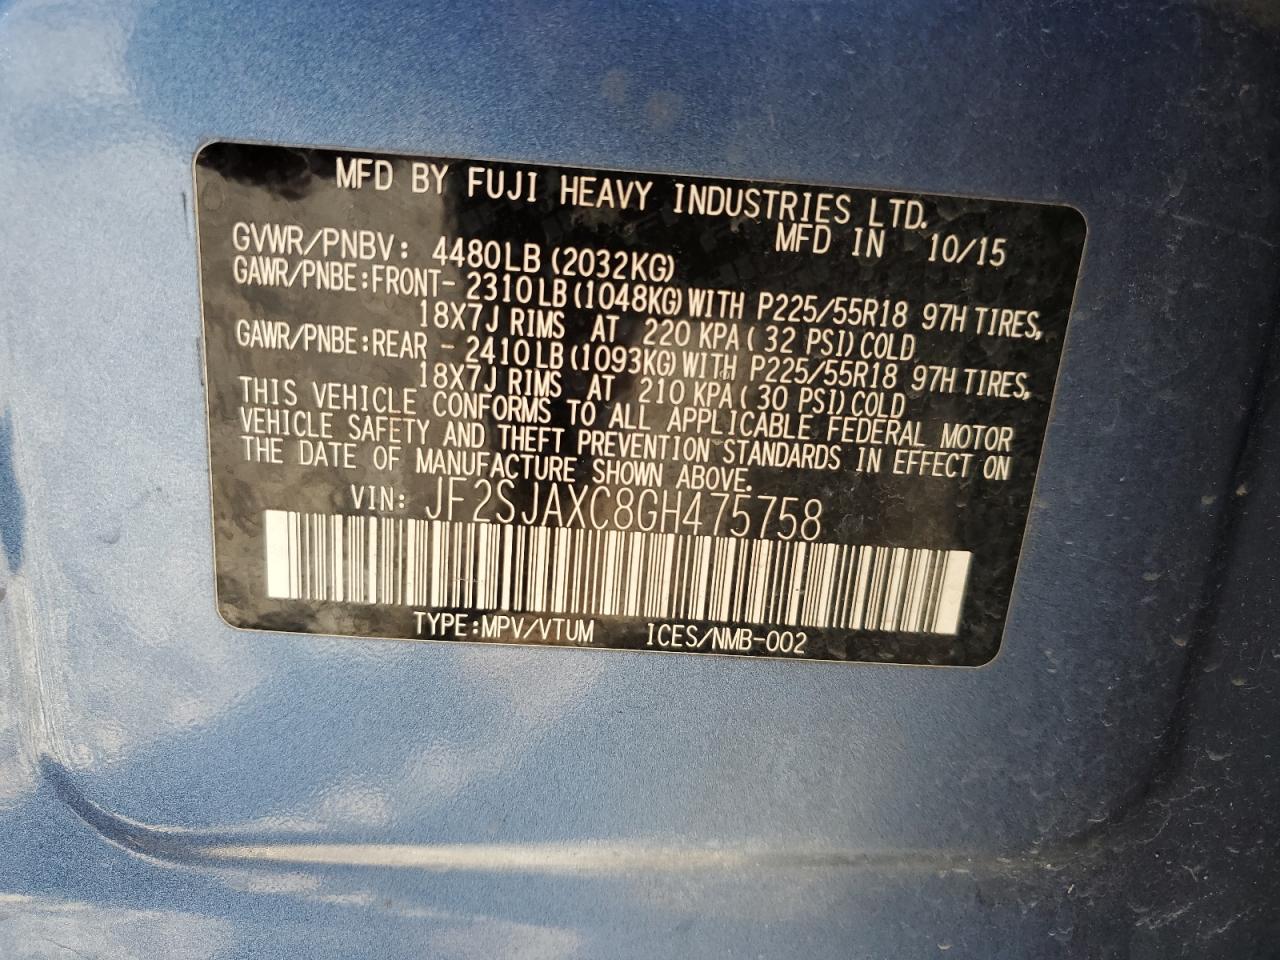 MFD BY FUJI HEAVY INDUSTRIES LTD.
MFD IN 10/15
GVWR/PNBV: 4480LB (2032KG)
GAWR/PNBE:FRONT- 2310LB(1048KG)WITH P225/55R18 97H TIRES,
18X7J RIMS AT 220 KPA( 32 PSI)COLD
GAWR/PNBE:REAR - 2410LB(1093KG)WITH P225/55R18 97H TIRES,
18X7J RIMS AT 210 KPA( 30 PSI)COLD
THIS VEHICLE CONFORMS TO ALL APPLICABLE FEDERAL MOTOR
VEHICLE SAFETY AND THEFT PREVENTION STANDARDS IN EFFECT ON
THE DATE OF MANUFACTURE SHOWN ABOVE.
VIN: JF2SJAXC8GH475758
TYPE:MPV/VTUM ICES/NMB-002